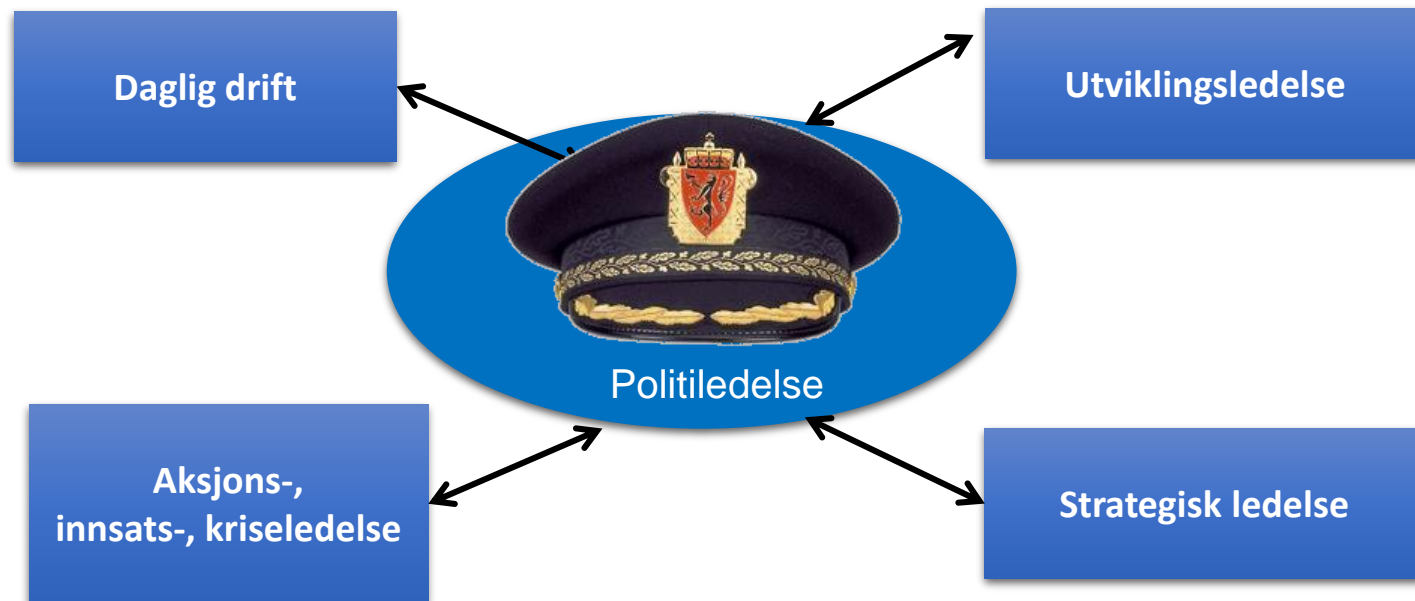 Daglig drift
Utviklingsledelse
Politiledelse
Aksjons-,
innsats-, kriseledelse
Strategisk ledelse